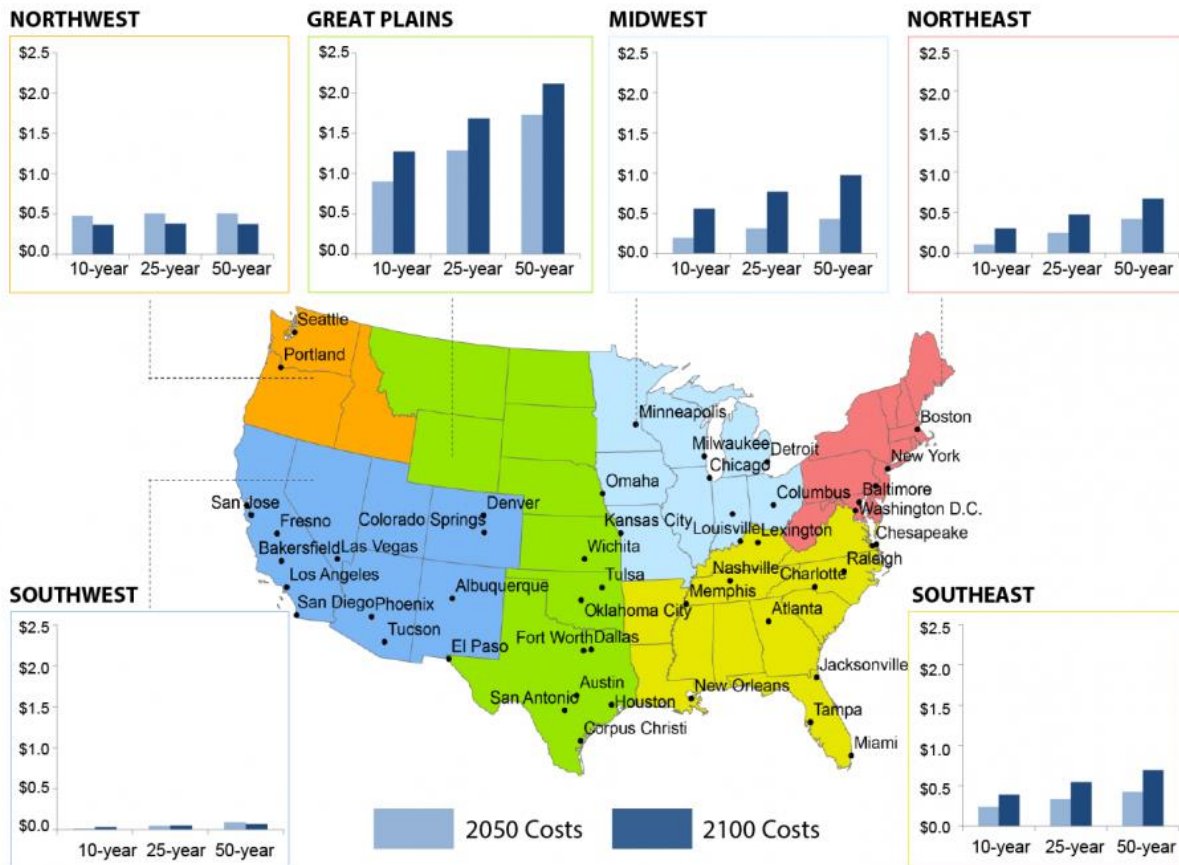 NORTHWEST
$2.5
$2.0
$1.5
$1.0
$0.5
$0.0
10-year 25-year 50-year
GREAT PLAINS
$2.5
$2.0
$1.5
$1.0
$0.5
$0.0
10-year 25-year 50-year
MIDWEST
$2.5
$2.0
$1.5
$1.0
$0.5
$0.0
10-year 25-year 50-year
NORTHEAST
$2.5
$2.0
$1.5
$1.0
$0.5
$0.0
10-year 25-year 50-year
Seattle
Portland
Minneapolis
Milwaukee
Detroit
Chicago
Boston
New York
Omaha
Columbus
Baltimore
Washington D.C.
San Jose
Denver
Fresno
Colorado Springs
Kansas City
Louisville
Lexington
Chesapeake
Bakersfield
Las Vegas
Wichita
Nashville
Raleigh
Los Angeles
Albuquerque
Tulsa
Memphis
Charlotte
San Diego
Phoenix
Oklahoma City
Atlanta
Tucson
El Paso
Fort Worth
Dallas
Jacksonville
San Antonio
Austin
Houston
New Orleans
Tampa
Corpus Christi
Miami
SOUTHWEST
$2.5
$2.0
$1.5
$1.0
$0.5
$0.0
10-year 25-year 50-year
2050 Costs
2100 Costs
SOUTHEAST
$2.5
$2.0
$1.5
$1.0
$0.5
$0.0
10-year 25-year 50-year